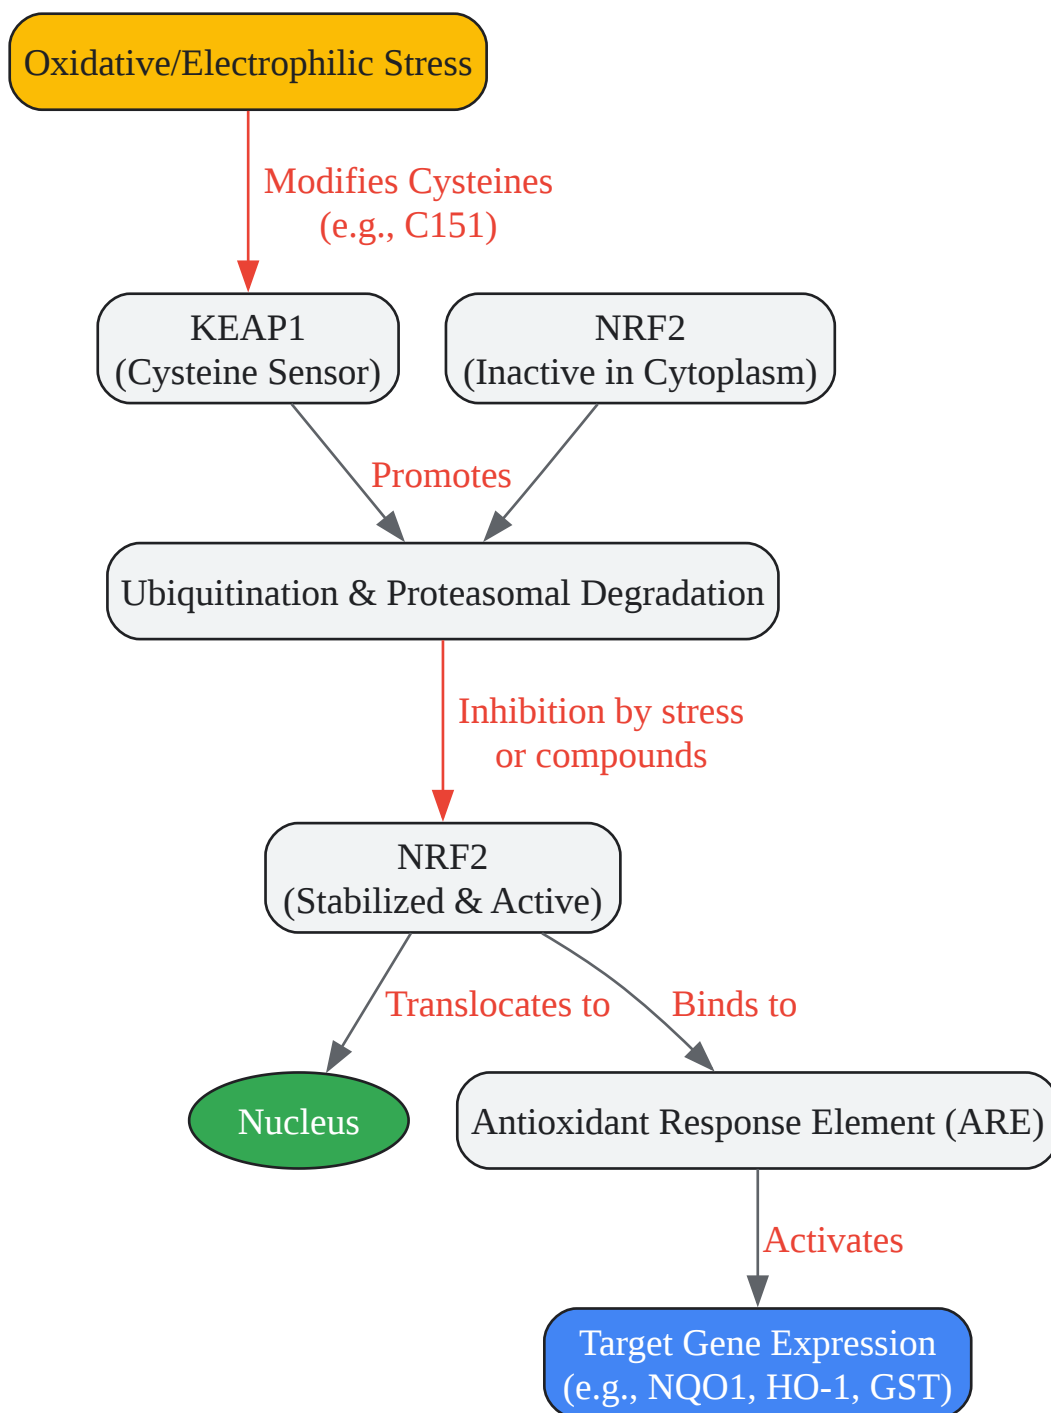 Oxidative/Electrophilic Stress
Modifies Cysteines
(e.g., C151)
KEAP1
(Cysteine Sensor)
NRF2
(Inactive in Cytoplasm)
Promotes
Ubiquitination & Proteasomal Degradation
Inhibition by stress
or compounds
NRF2
(Stabilized & Active)
Translocates to
Binds to
Nucleus
Antioxidant Response Element (ARE)
Activates
Target Gene Expression
(e.g., NQO1, HO-1, GST)